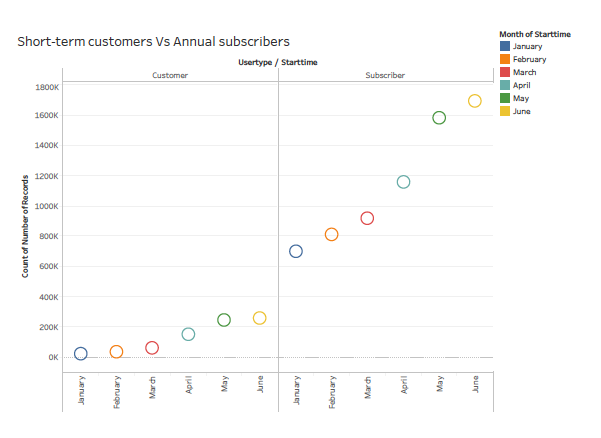 Short-term customers Vs Annual subscribers
Usertype / Starttime
Customer
Subscriber
Count of Number of Records
1800K
1600K
1400K
1200K
1000K
800K
600K
400K
200K
0K
January
February
March
April
May
June
January
February
March
April
May
June
Month of Starttime
January
February
March
April
May
June